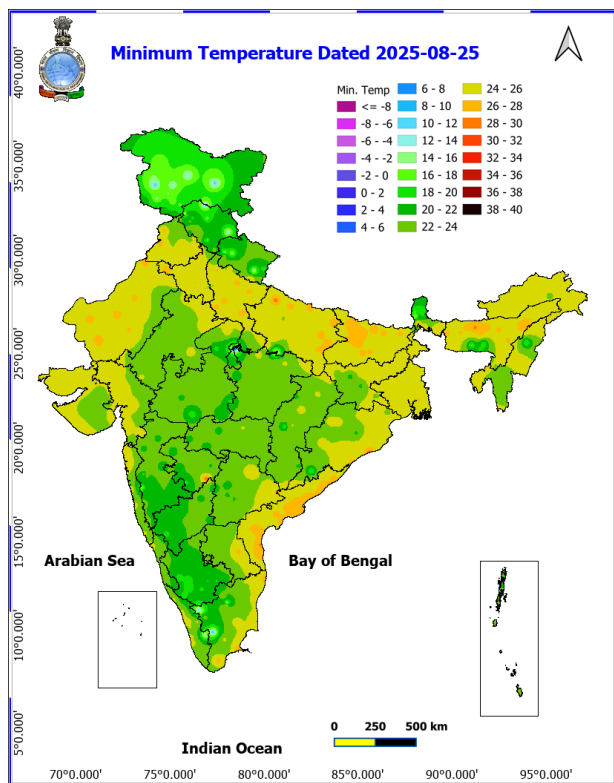 Minimum Temperature Dated 2025-08-25
Min. Temp
<= -8
-8 - -6
-6 - -4
-4 - -2
-2 - 0
0 - 2
2 - 4
4 - 6
6 - 8
8 - 10
10 - 12
12 - 14
14 - 16
16 - 18
18 - 20
20 - 22
22 - 24
24 - 26
26 - 28
28 - 30
30 - 32
32 - 34
34 - 36
36 - 38
38 - 40
40°0.000'
35°0.000'
30°0.000'
25°0.000'
20°0.000'
15°0.000'
10°0.000'
5°0.000'
Arabian Sea
Bay of Bengal
Indian Ocean
0 250 500 km
70°0.000' 75°0.000' 80°0.000' 85°0.000' 90°0.000' 95°0.000'